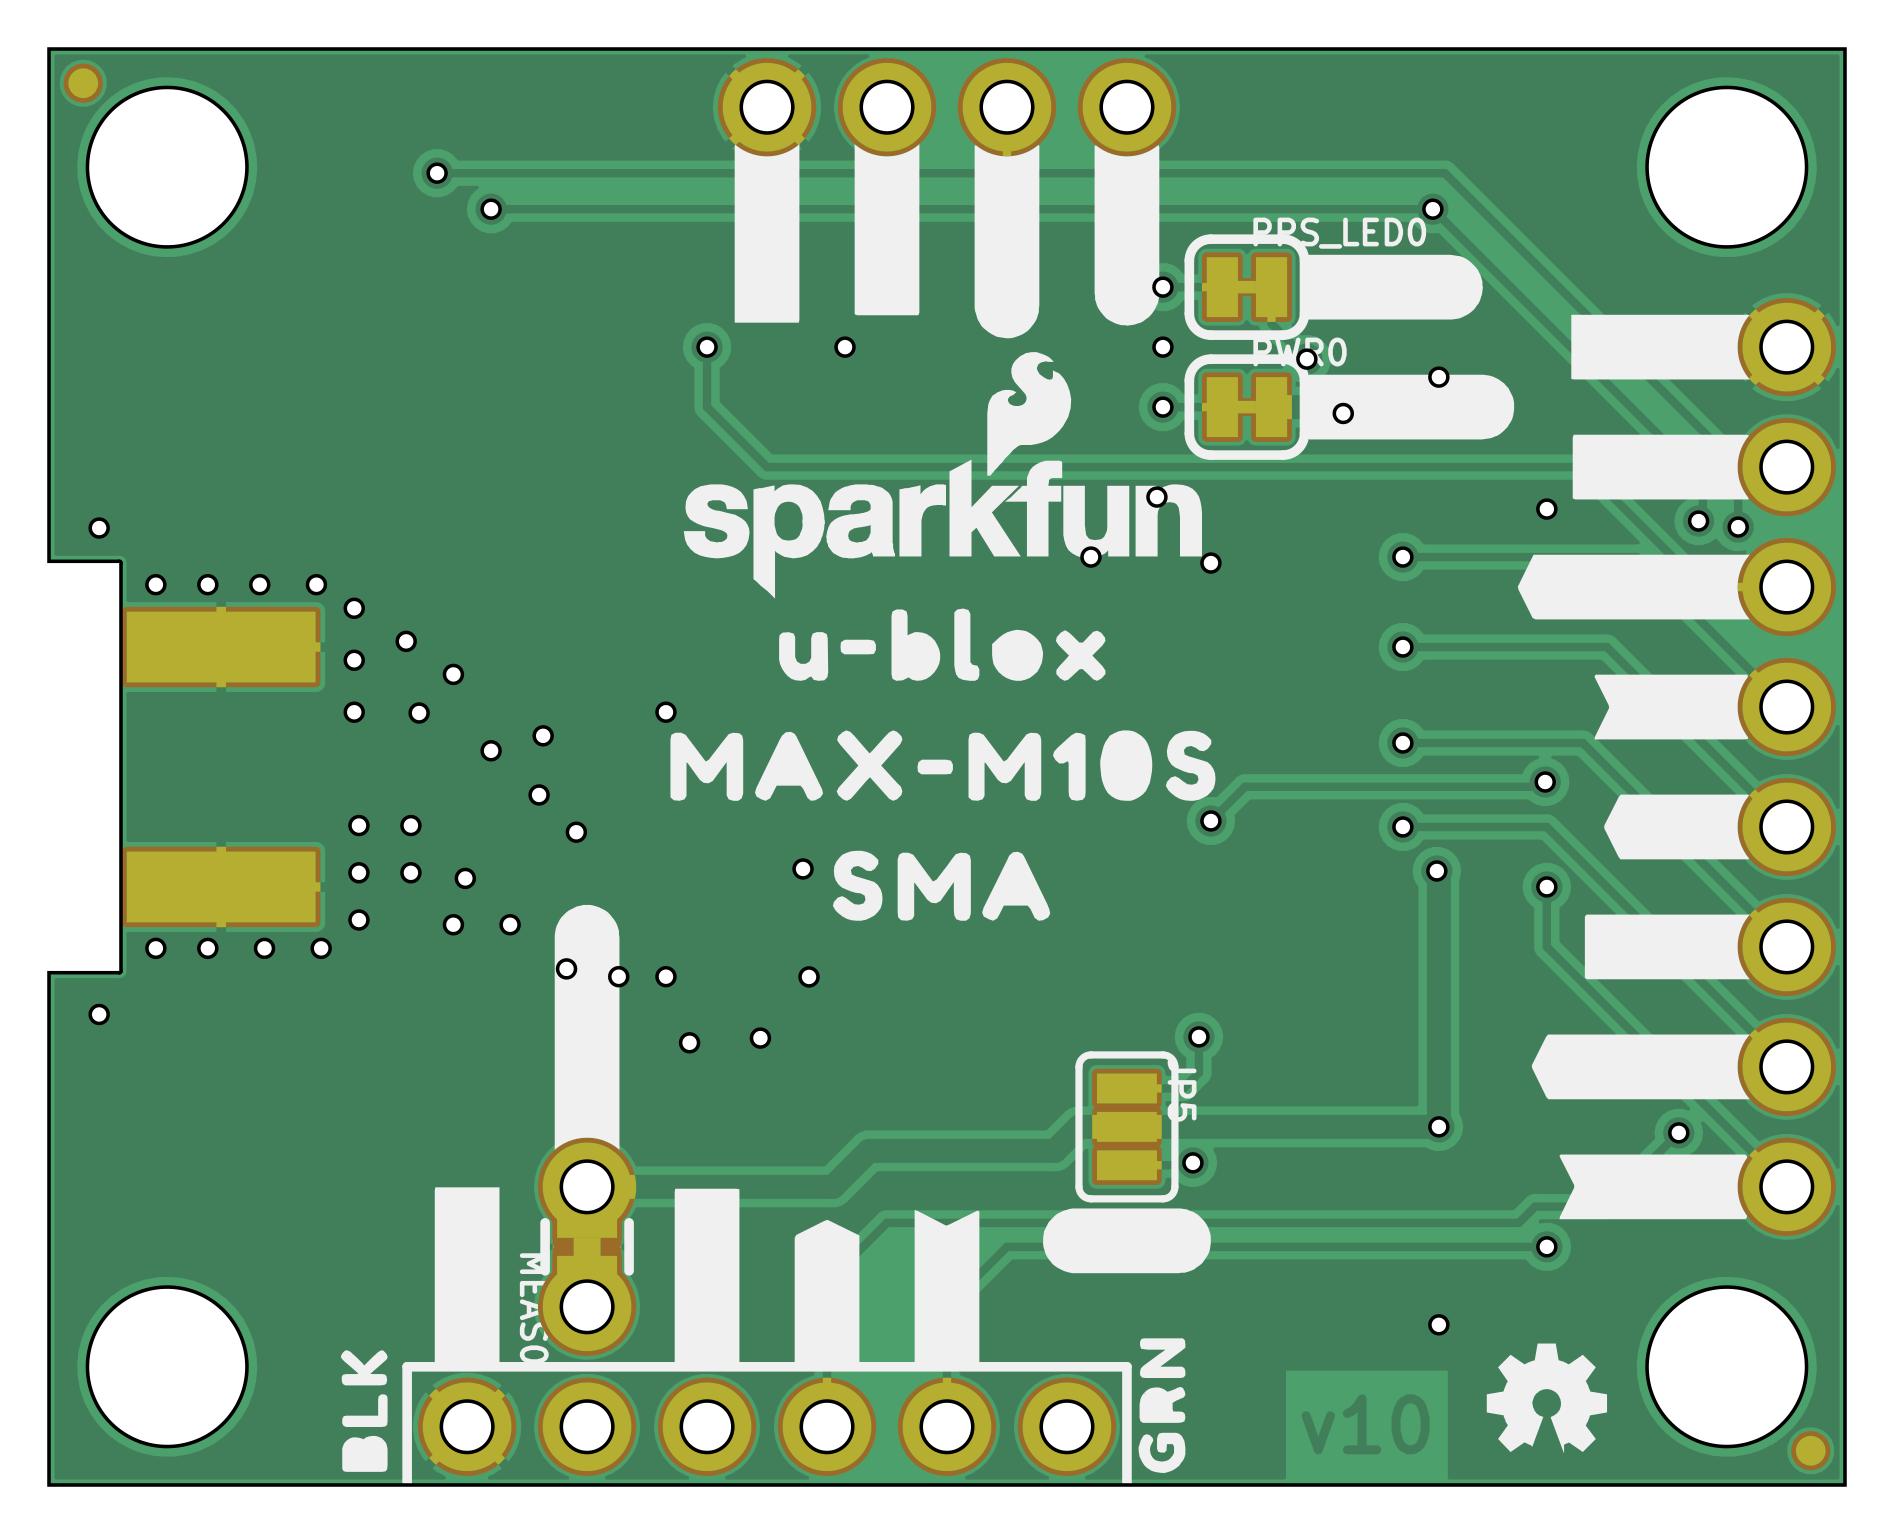 PPS_LED0
PWR0
sparkfun
u-blox
MAX-M10S
SMA
JP5
MEAS0
BLK
GRN
v10